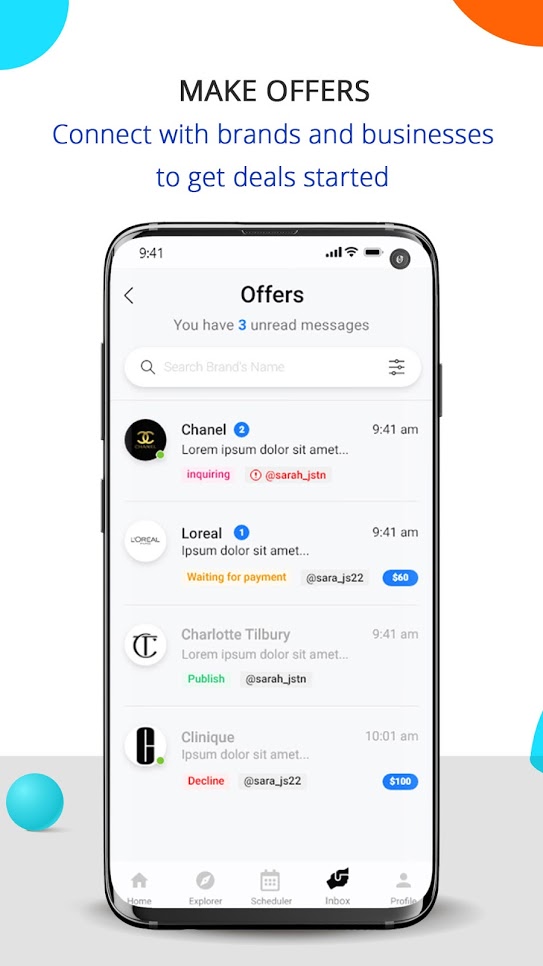 MAKE OFFERS
Connect with brands and businesses
to get deals started
9:41
Offers
You have 3 unread messages
Search Brand's Name
CHANEL
Chanel 2 9:41 am
Lorem ipsum dolor sit amet...
inquiring @sarah_jstn
L'ORÉAL
Loreal 1 9:41 am
Ipsum dolor sit amet...
Waiting for payment @sara_js22 $60
Charlotte Tilbury 9:41 am
Lorem ipsum dolor sit amet...
Publish @sarah_jstn
Clinique 10:01 am
Ipsum dolor sit amet...
Decline @sara_js22 $100
Home Explorer Scheduler Inbox Profile